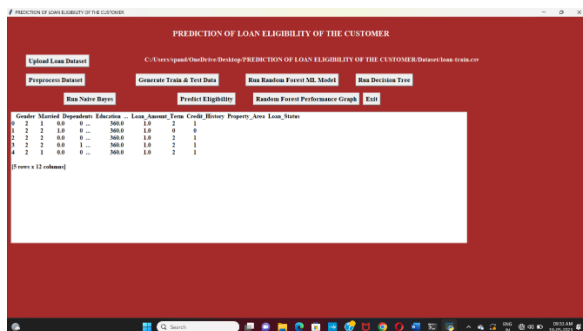 PREDICTION OF LOAN ELIGIBILITY OF THE CUSTOMER
PREDICTION OF LOAN ELIGIBILITY OF THE CUSTOMER
Upload Loan Dataset C:/Users/spand/OneDrive/Desktop/PREDICTION OF LOAN ELIGIBILITY OF THE CUSTOMER/Dataset/loan-train.csv
Preprocess Dataset Generate Train & Test Data Run Random Forest ML Model Run Decision Tree
Run Naive Bayes Predict Eligibility Random Forest Performance Graph Exit
Gender Married Dependents Education ... Loan_Amount_Term Credit_History Property_Area Loan_Status
0 2 1 0.0 0 ... 360.0 1.0 2 1
1 2 2 1.0 0 ... 360.0 1.0 0 0
2 2 2 0.0 0 ... 360.0 1.0 2 1
3 2 2 0.0 1 ... 360.0 1.0 2 1
4 2 1 0.0 0 ... 360.0 1.0 2 1
[5 rows x 12 columns]
Search
ENG
IN
08:53 AM